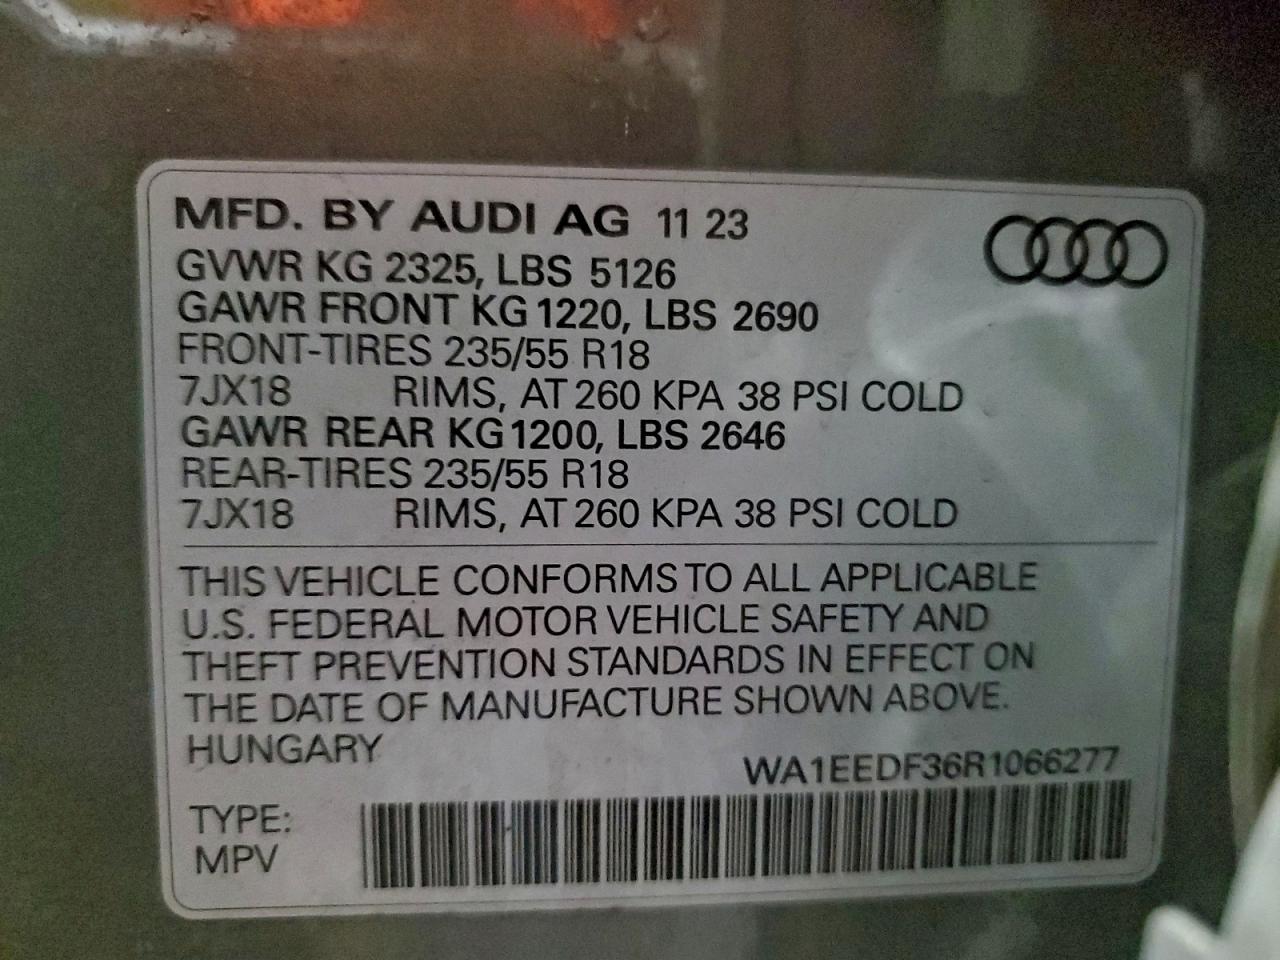 MFD. BY AUDI AG 11 23
GVWR KG 2325, LBS 5126
GAWR FRONT KG 1220, LBS 2690
FRONT-TIRES 235/55 R18
7JX18 RIMS, AT 260 KPA 38 PSI COLD
GAWR REAR KG 1200, LBS 2646
REAR-TIRES 235/55 R18
7JX18 RIMS, AT 260 KPA 38 PSI COLD
THIS VEHICLE CONFORMS TO ALL APPLICABLE
U.S. FEDERAL MOTOR VEHICLE SAFETY AND
THEFT PREVENTION STANDARDS IN EFFECT ON
THE DATE OF MANUFACTURE SHOWN ABOVE.
HUNGARY
WA1EEDF36R1066277
TYPE:
MPV